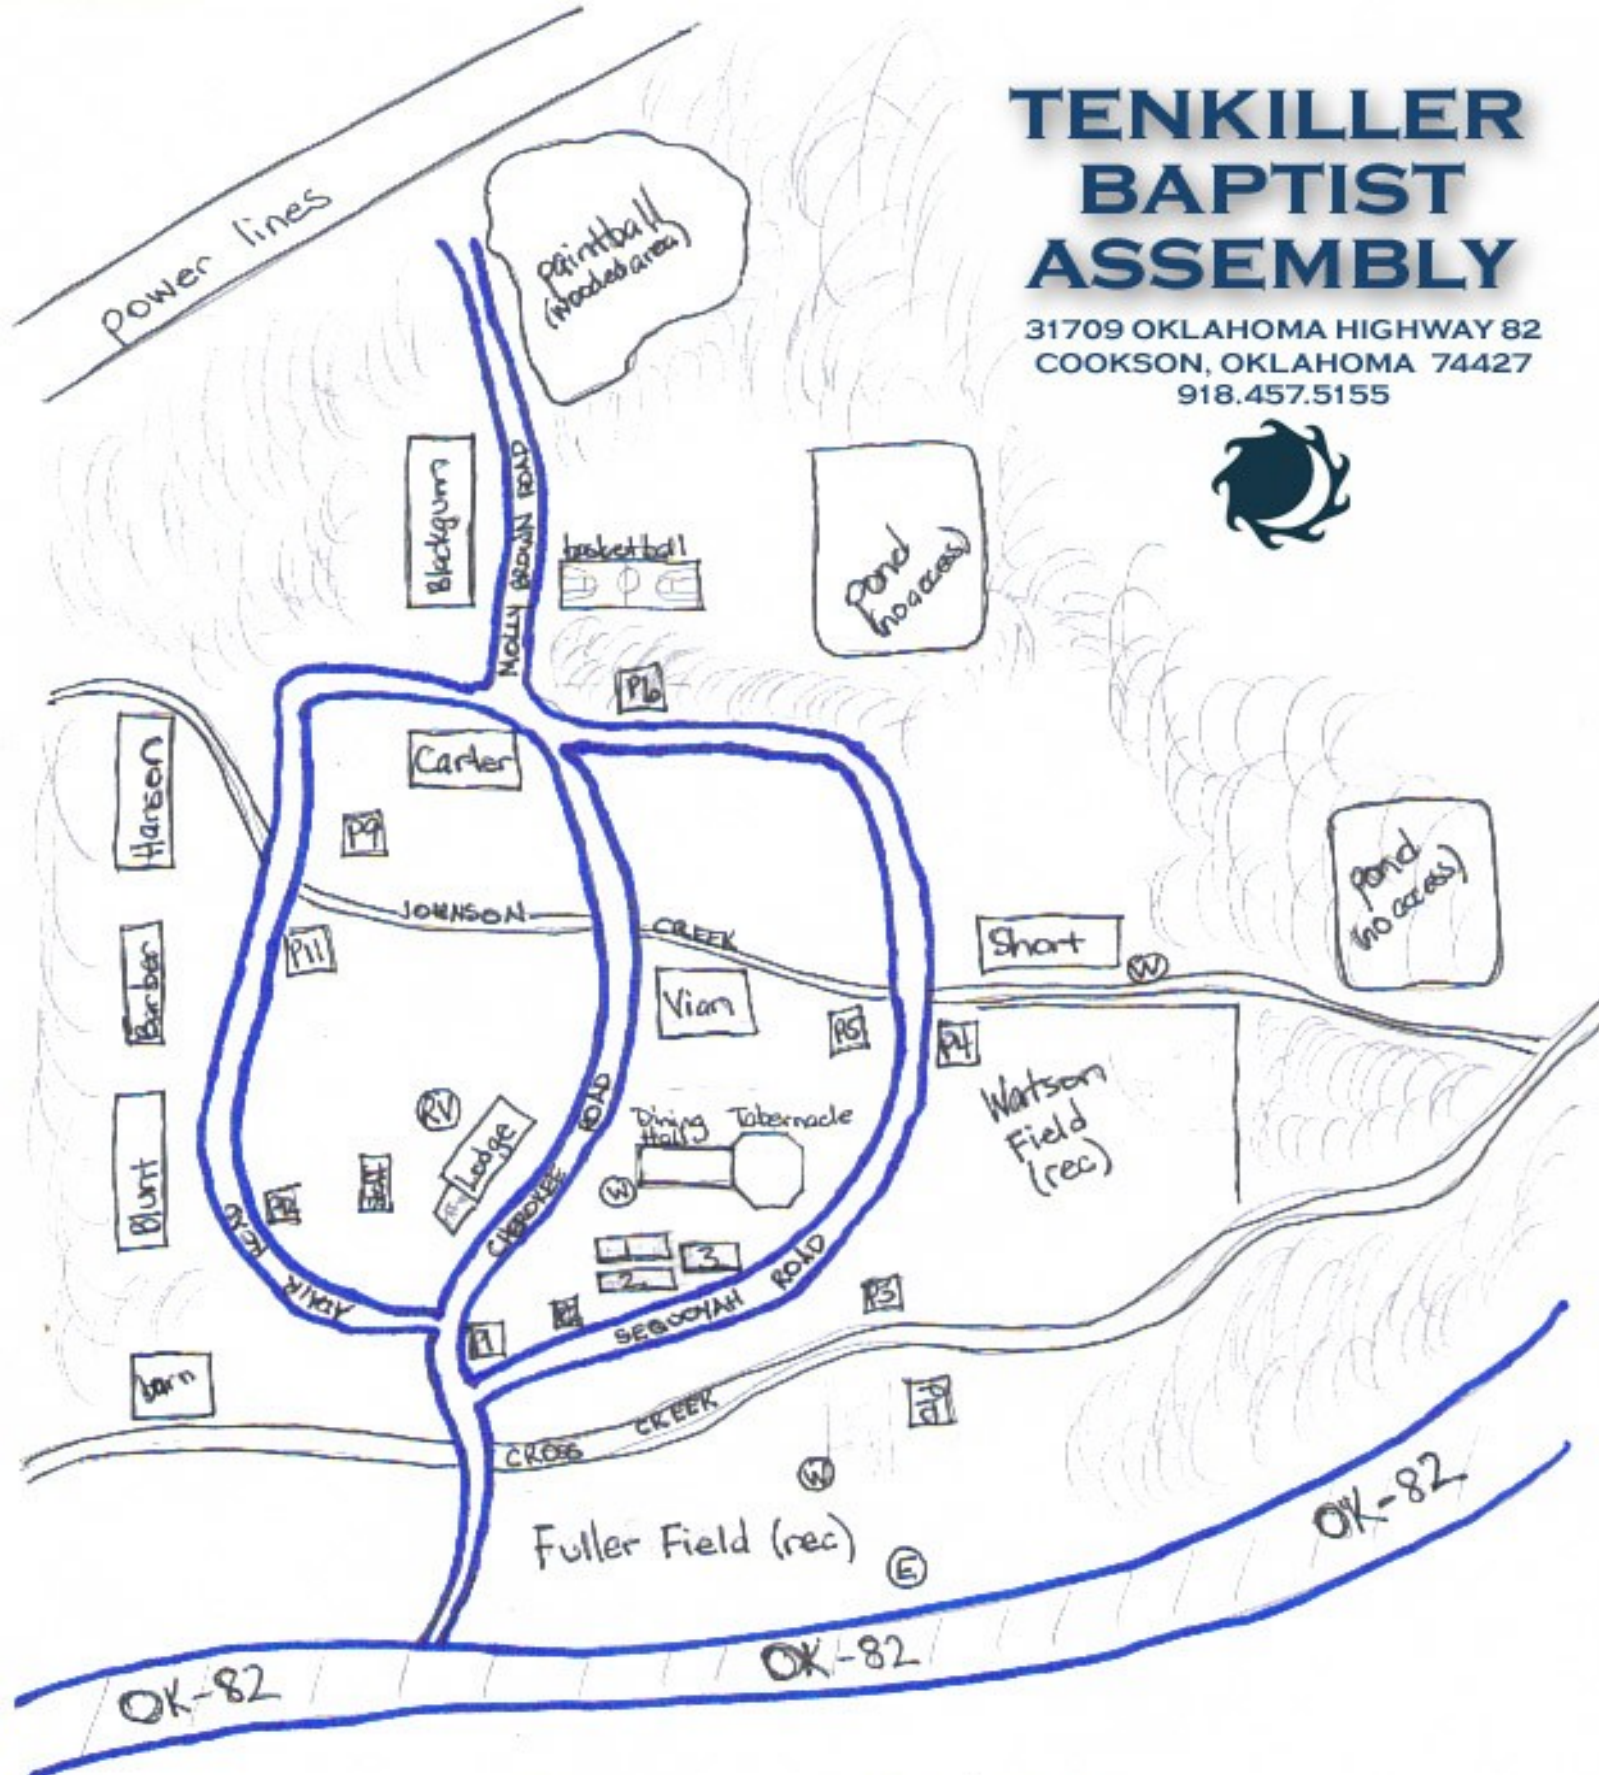 TENKILLER
BAPTIST
ASSEMBLY
31709 OKLAHOMA HIGHWAY 82
COOKSON, OKLAHOMA 74427
918.457.5155
power lines
paintball
(wooded area)
Blackgum
MOLLY BROWN ROAD
basketball
pond
(no access)
P6
Hanson
Carter
P9
pond
(no access)
JOHNSON
CREEK
Short
W
P11
Barber
Vian
P5
P4
Watson
Field
(rec)
RV
Lodge
ROAD
CHEROKEE
Dining
Hall
Tabernacle
W
Blunt
ROAD
ADAIR
2
3
P1
SEQUOYAH
ROAD
P3
barn
CROSS
CREEK
W
Fuller Field (rec)
E
OK-82
OK-82
OK-82